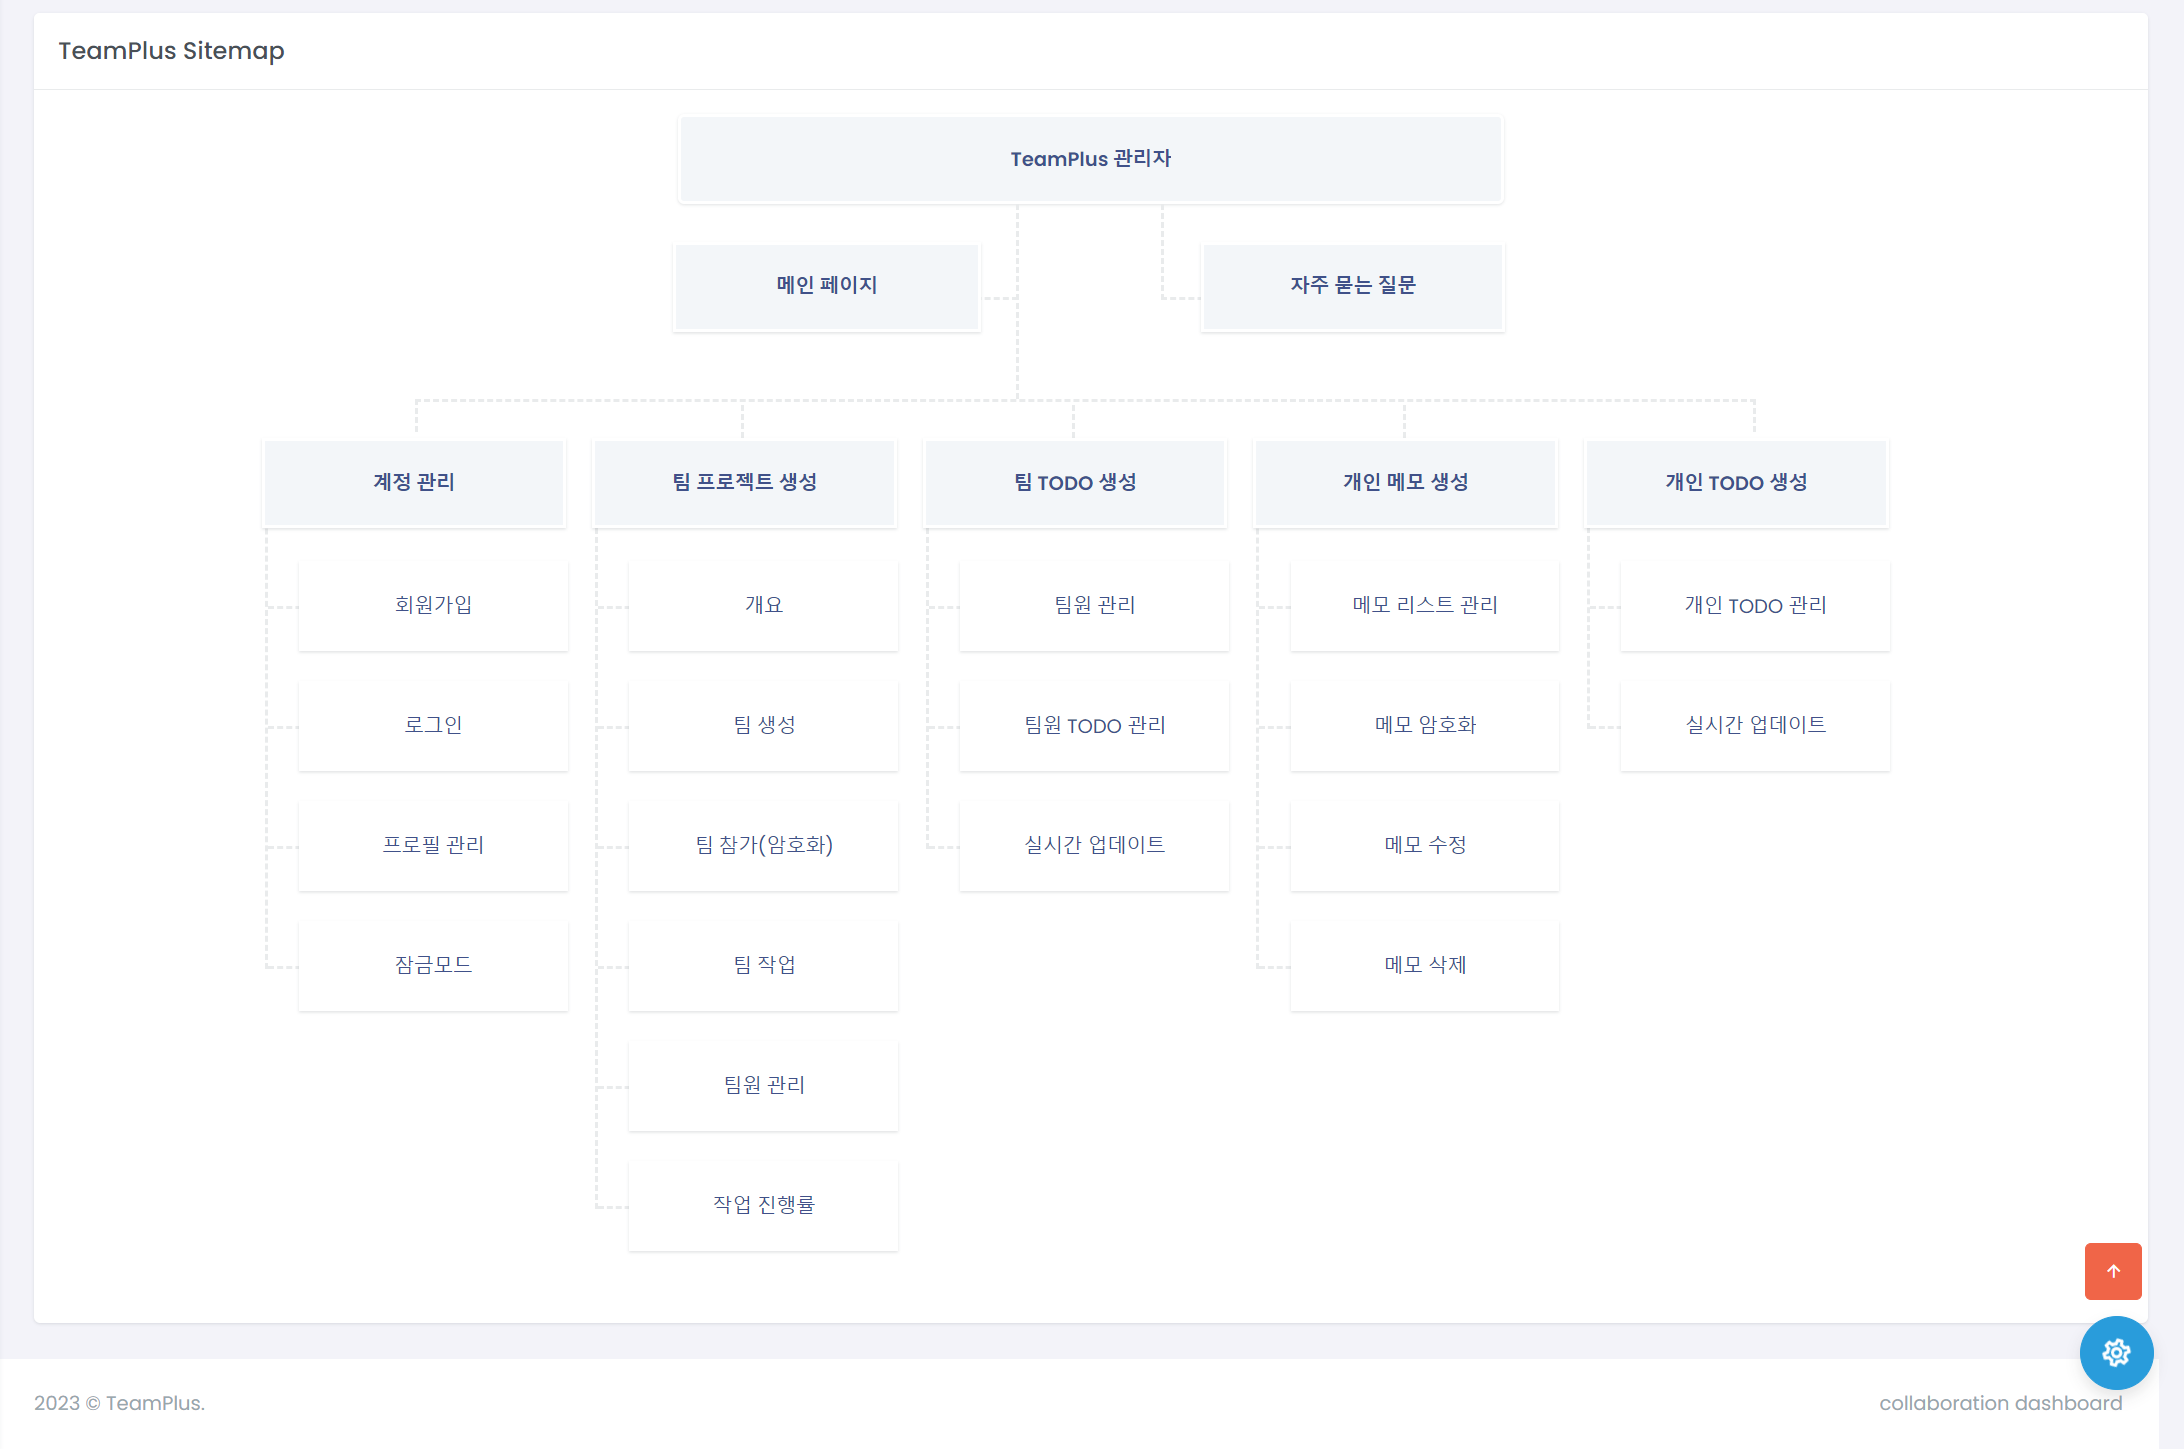 TeamPlus Sitemap
TeamPlus 관리자
메인 페이지
자주 묻는 질문
계정 관리
회원가입
로그인
프로필 관리
잠금모드
팀 프로젝트 생성
개요
팀 생성
팀 참가(암호화)
팀 작업
팀원 관리
작업 진행률
팀 TODO 생성
팀원 관리
팀원 TODO 관리
실시간 업데이트
개인 메모 생성
메모 리스트 관리
메모 암호화
메모 수정
메모 삭제
개인 TODO 생성
개인 TODO 관리
실시간 업데이트
2023 © TeamPlus.
collaboration dashboard